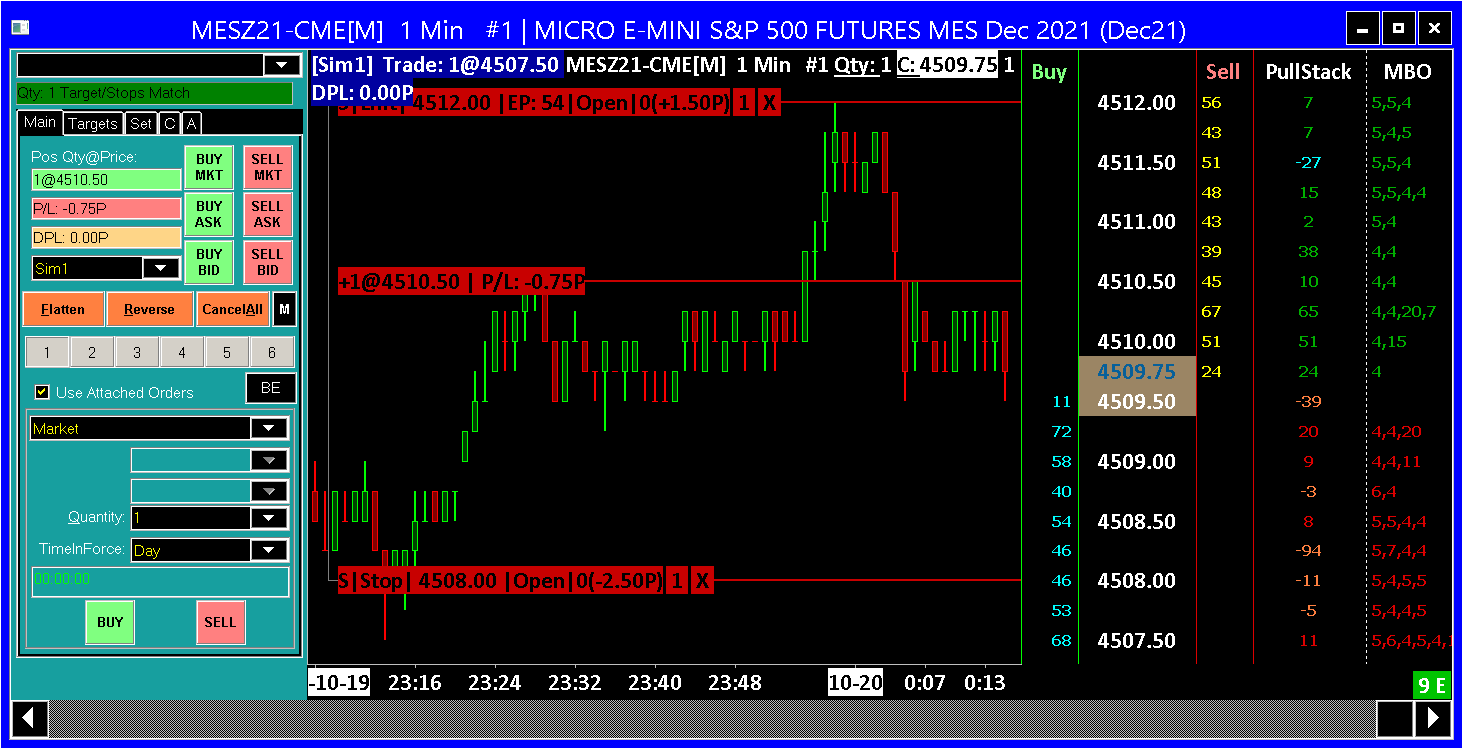 MESZ21-CME[M] 1 Min #1 | MICRO E-MINI S&P 500 FUTURES MES Dec 2021 (Dec21)
[Sim1] Trade: 1@4507.50 MESZ21-CME[M] 1 Min #1 Qty: 1 C: 4509.75 1
DPL: 0.00P
Qty: 1 Target/Stops Match
Main Targets Set C A
Pos Qty@Price:
1@4510.50
P/L: -0.75P
DPL: 0.00P
Sim1
BUY MKT
SELL MKT
BUY ASK
SELL ASK
BUY BID
SELL BID
Flatten Reverse CancelAll M
1 2 3 4 5 6
Use Attached Orders BE
Market
Quantity: 1
TimeInForce: Day
00:00:00
BUY SELL
4512.00 |EP: 54|Open|0(+1.50P) 1 X
+1@4510.50 | P/L: -0.75P
S|Stop| 4508.00 |Open|0(-2.50P) 1 X
-10-19 23:16 23:24 23:32 23:40 23:48 10-20 0:07 0:13
Buy Sell PullStack MBO
4512.00 56 7 5,5,4
43 7 5,4,5
4511.50 51 -27 5,5,4
48 15 5,5,4,4
4511.00 43 2 5,4
39 38 4,4
4510.50 45 10 4,4
67 65 4,4,20,7
4510.00 51 51 4,15
4509.75 24 24 4
11 4509.50 -39
72 20 4,4,20
58 4509.00 9 4,4,11
40 -3 6,4
54 4508.50 8 5,5,4,4
46 -94 5,7,4,4
46 4508.00 -11 5,4,5,5
53 -5 5,4,4,5
68 4507.50 11 5,6,4,5,4,1
9 E